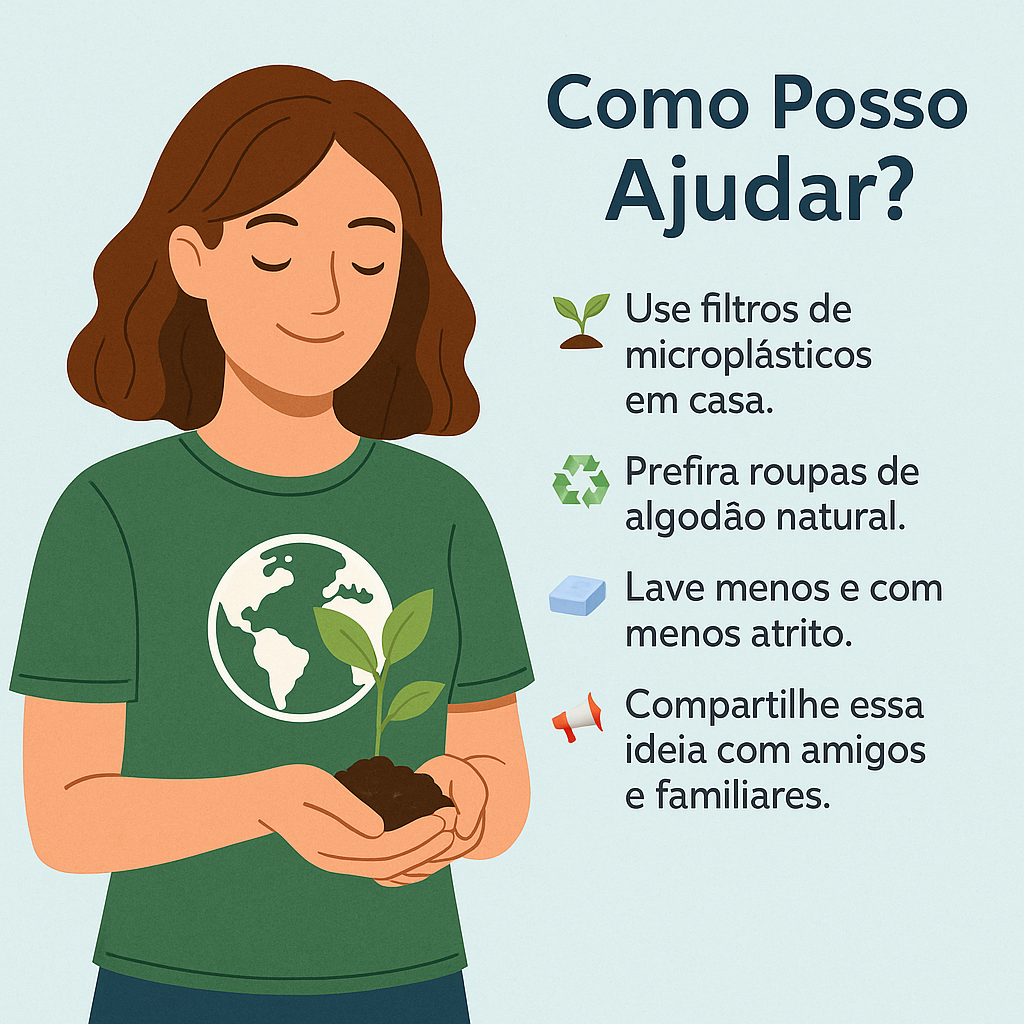 Como Posso
Ajudar?
Use filtros de
microplásticos
em casa.
Prefira roupas de
algodão natural.
Lave menos e com
menos atrito.
Compartilhe essa
ideia com amigos
e familiares.